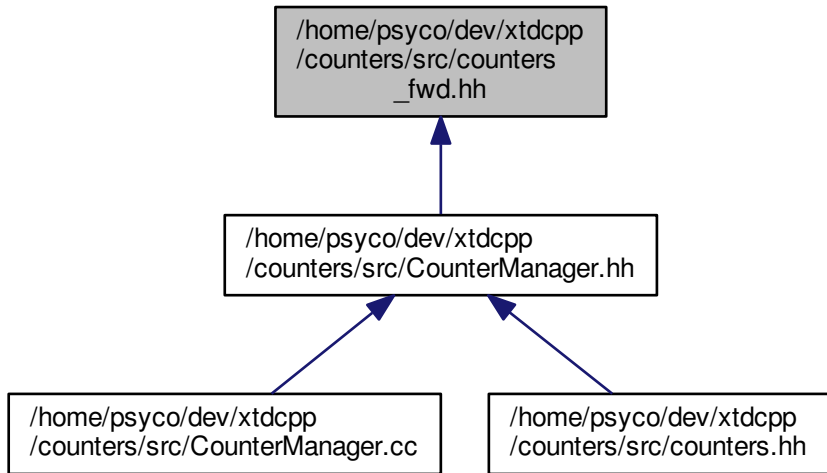 /home/psyco/dev/xtdcpp
/counters/src/counters
_fwd.hh
/home/psyco/dev/xtdcpp
/counters/src/CounterManager.hh
/home/psyco/dev/xtdcpp
/counters/src/CounterManager.cc
/home/psyco/dev/xtdcpp
/counters/src/counters.hh